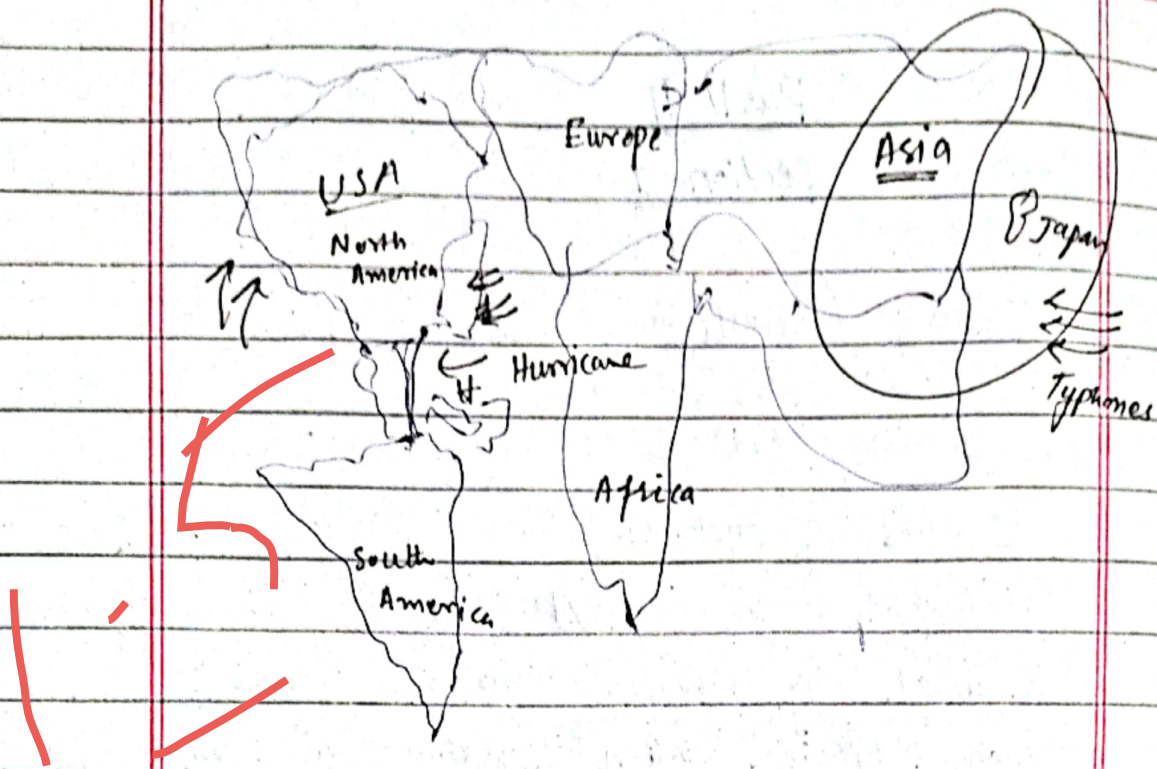 Europe
Asia
USA
North
America
Japan
Hurricane
H.
Typhones
Africa
South
America